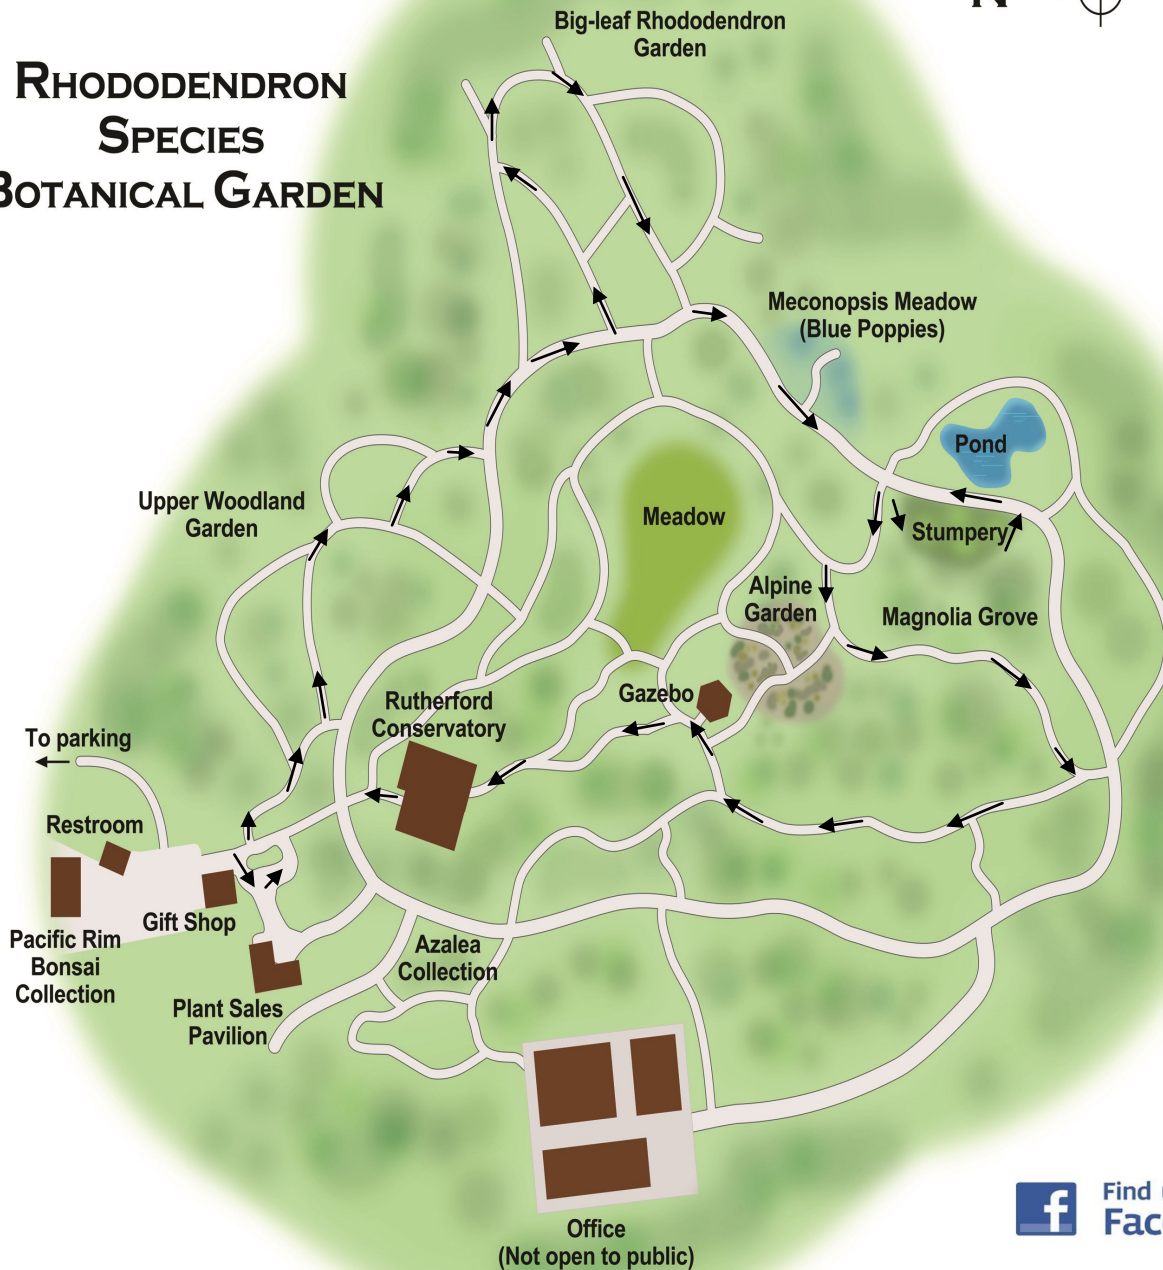 N
Big-leaf Rhododendron
Garden
RHODODENDRON
SPECIES
BOTANICAL GARDEN
Meconopsis Meadow
(Blue Poppies)
Pond
Upper Woodland
Garden
Meadow
Stumpery
Alpine
Garden
Magnolia Grove
Rutherford
Conservatory
Gazebo
To parking
Restroom
Gift Shop
Pacific Rim
Bonsai
Collection
Azalea
Collection
Plant Sales
Pavilion
Office
(Not open to public)
f
Find